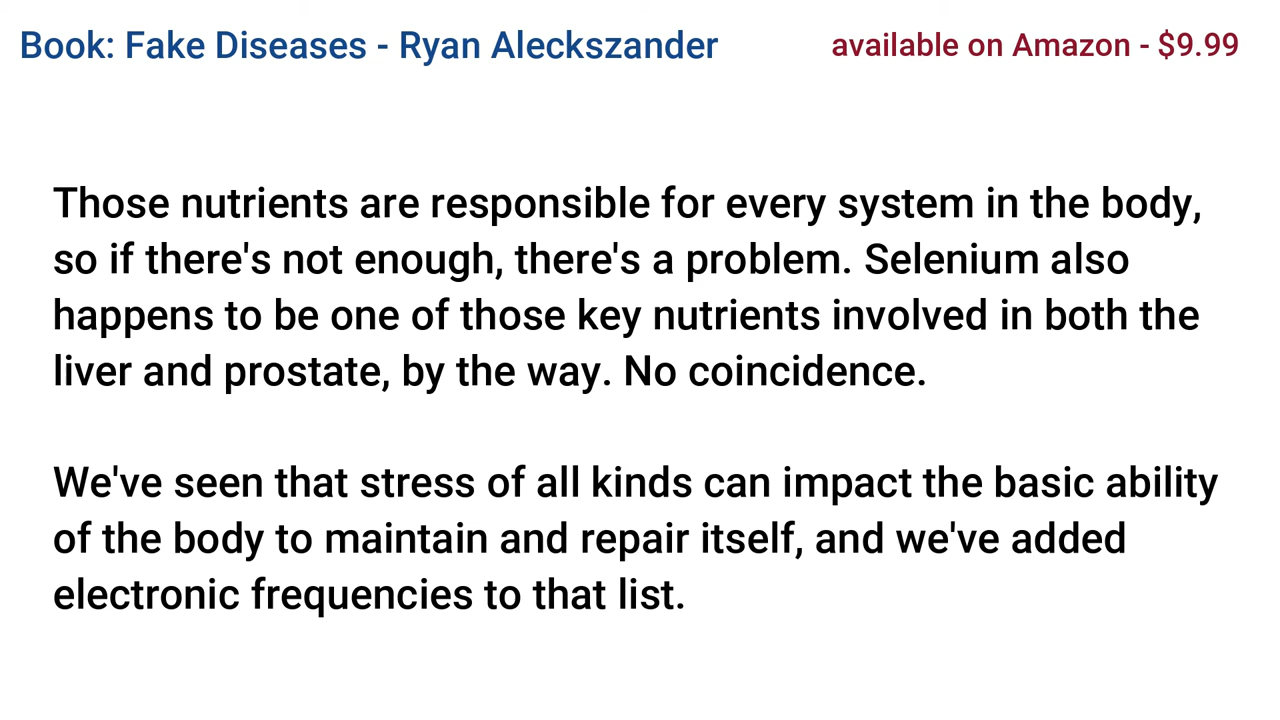 Book: Fake Diseases - Ryan Aleckszander
available on Amazon - $9.99
Those nutrients are responsible for every system in the body,
so if there's not enough, there's a problem. Selenium also
happens to be one of those key nutrients involved in both the
liver and prostate, by the way. No coincidence.
We've seen that stress of all kinds can impact the basic ability
of the body to maintain and repair itself, and we've added
electronic frequencies to that list.